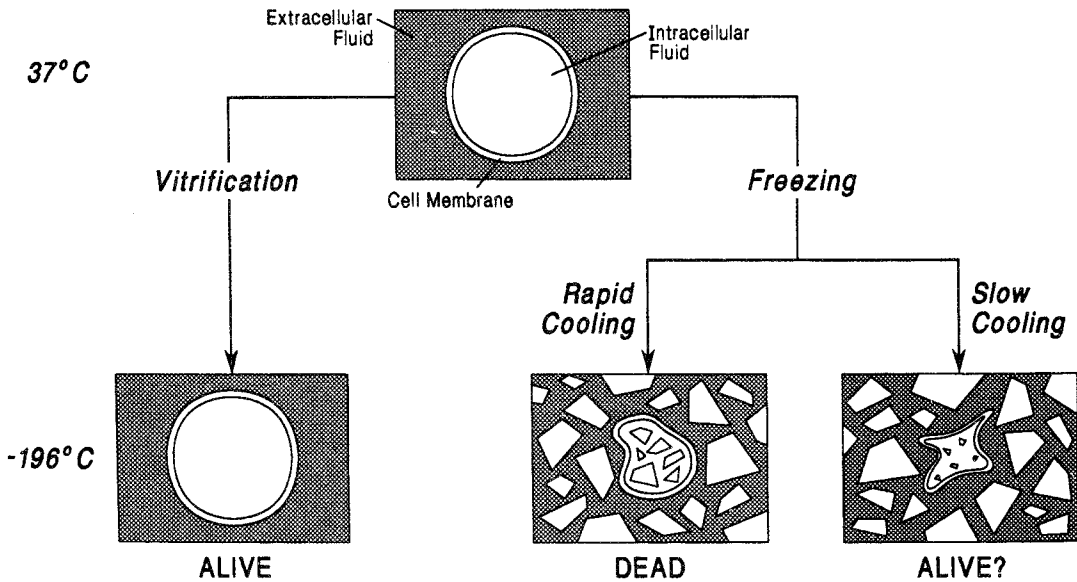 Extracellular
Fluid
Intracellular
Fluid
37°C
Cell Membrane
Vitrification
Freezing
Rapid
Cooling
Slow
Cooling
-196°C
ALIVE
DEAD
ALIVE?